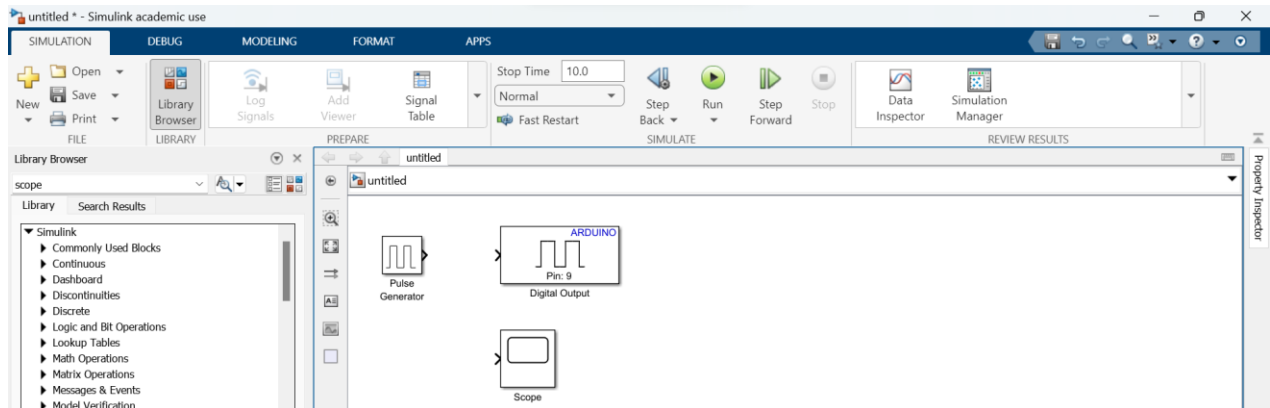 untitled * - Simulink academic use
SIMULATION DEBUG MODELING FORMAT APPS
New
Open
Save
Print
FILE
Library
Browser
LIBRARY
Log
Signals
Add
Viewer
Signal
Table
PREPARE
Stop Time 10.0
Normal
Fast Restart
Step
Back
Run
Step
Forward
Stop
SIMULATE
Data
Inspector
Simulation
Manager
REVIEW RESULTS
Library Browser
scope
Library Search Results
Simulink
Commonly Used Blocks
Continuous
Dashboard
Discontinuities
Discrete
Logic and Bit Operations
Lookup Tables
Math Operations
Matrix Operations
Messages & Events
Model Verification
untitled
untitled
Pulse
Generator
ARDUINO
Pin: 9
Digital Output
Scope
Property Inspector